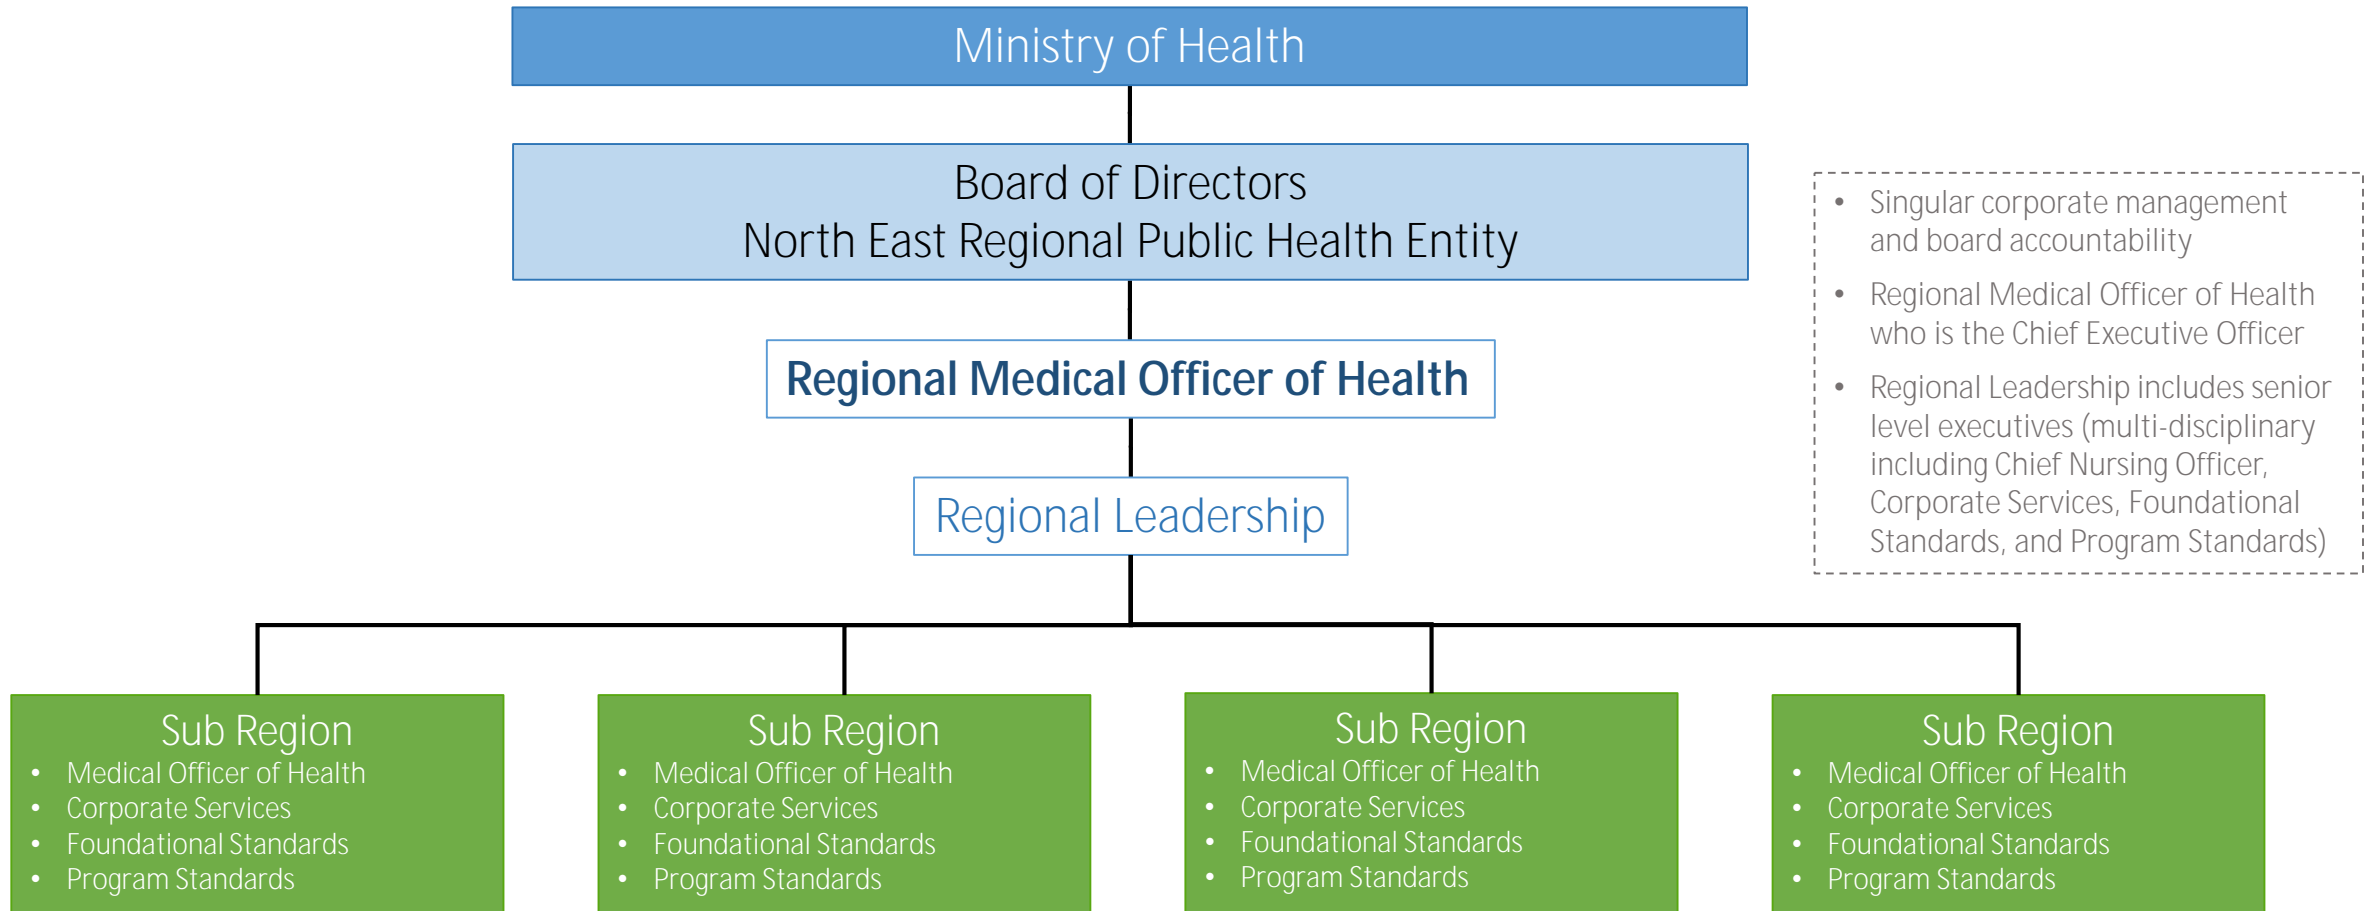 Ministry of Health
Board of Directors
North East Regional Public Health Entity
Regional Medical Officer of Health
Regional Leadership
• Singular corporate management
and board accountability
• Regional Medical Officer of Health
who is the Chief Executive Officer
• Regional Leadership includes senior
level executives (multi-disciplinary
including Chief Nursing Officer,
Corporate Services, Foundational
Standards, and Program Standards)
Sub Region
• Medical Officer of Health
• Corporate Services
• Foundational Standards
• Program Standards
Sub Region
• Medical Officer of Health
• Corporate Services
• Foundational Standards
• Program Standards
Sub Region
• Medical Officer of Health
• Corporate Services
• Foundational Standards
• Program Standards
Sub Region
• Medical Officer of Health
• Corporate Services
• Foundational Standards
• Program Standards